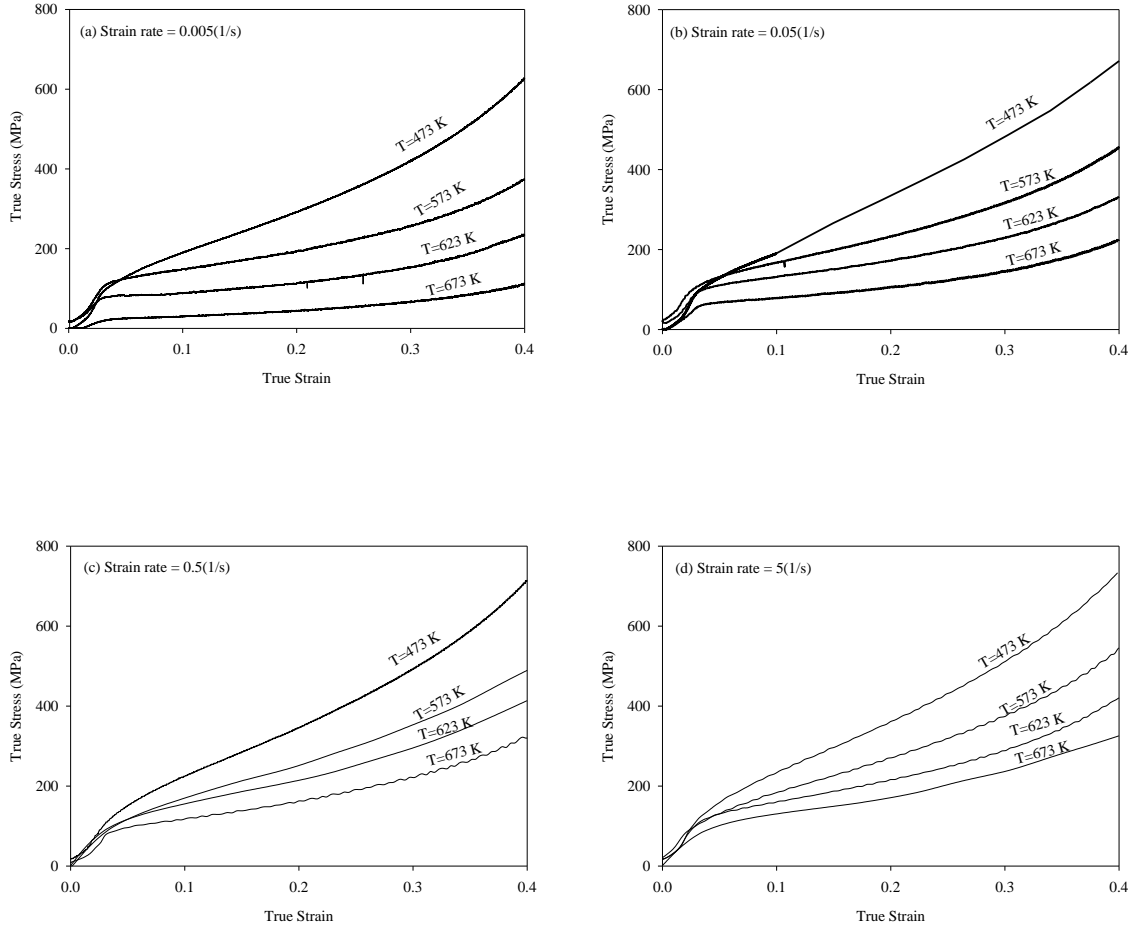 (a) Strain rate = 0.005(1/s)
True Stress (MPa)
800
600
400
200
0
T=473 K
T=573 K
T=623 K
T=673 K
0.0 0.1 0.2 0.3 0.4
True Strain
(b) Strain rate = 0.05(1/s)
True Stress (MPa)
800
600
400
200
0
T=473 K
T=573 K
T=623 K
T=673 K
0.0 0.1 0.2 0.3 0.4
True Strain
(c) Strain rate = 0.5(1/s)
True Stress (MPa)
800
600
400
200
0
T=473 K
T=573 K
T=623 K
T=673 K
0.0 0.1 0.2 0.3 0.4
True Strain
(d) Strain rate = 5(1/s)
True Stress (MPa)
800
600
400
200
0
T=473 K
T=573 K
T=623 K
T=673 K
0.0 0.1 0.2 0.3 0.4
True Strain